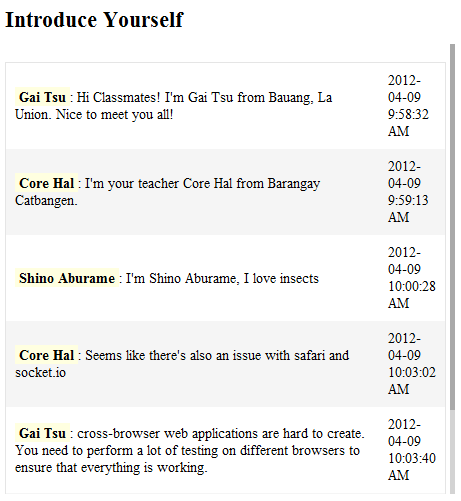 Introduce Yourself
Gai Tsu : Hi Classmates! I'm Gai Tsu from Bauang, La
Union. Nice to meet you all!
2012-
04-09
9:58:32
AM
Core Hal : I'm your teacher Core Hal from Barangay
Catbangen.
2012-
04-09
9:59:13
AM
Shino Aburame : I'm Shino Aburame, I love insects
2012-
04-09
10:00:28
AM
Core Hal : Seems like there's also an issue with safari and
socket.io
2012-
04-09
10:03:02
AM
Gai Tsu : cross-browser web applications are hard to create.
You need to perform a lot of testing on different browsers to
ensure that everything is working.
2012-
04-09
10:03:40
AM